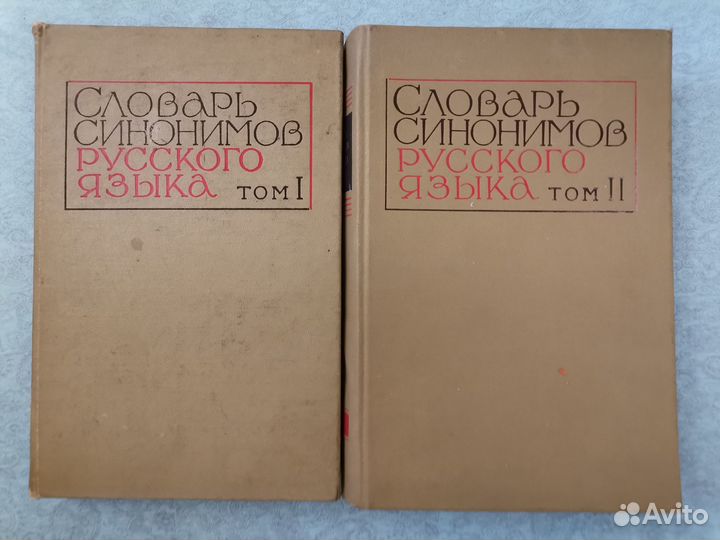 Словарь
синонимов
русского
языка том I
Словарь
синонимов
русского
языка том II
Avito